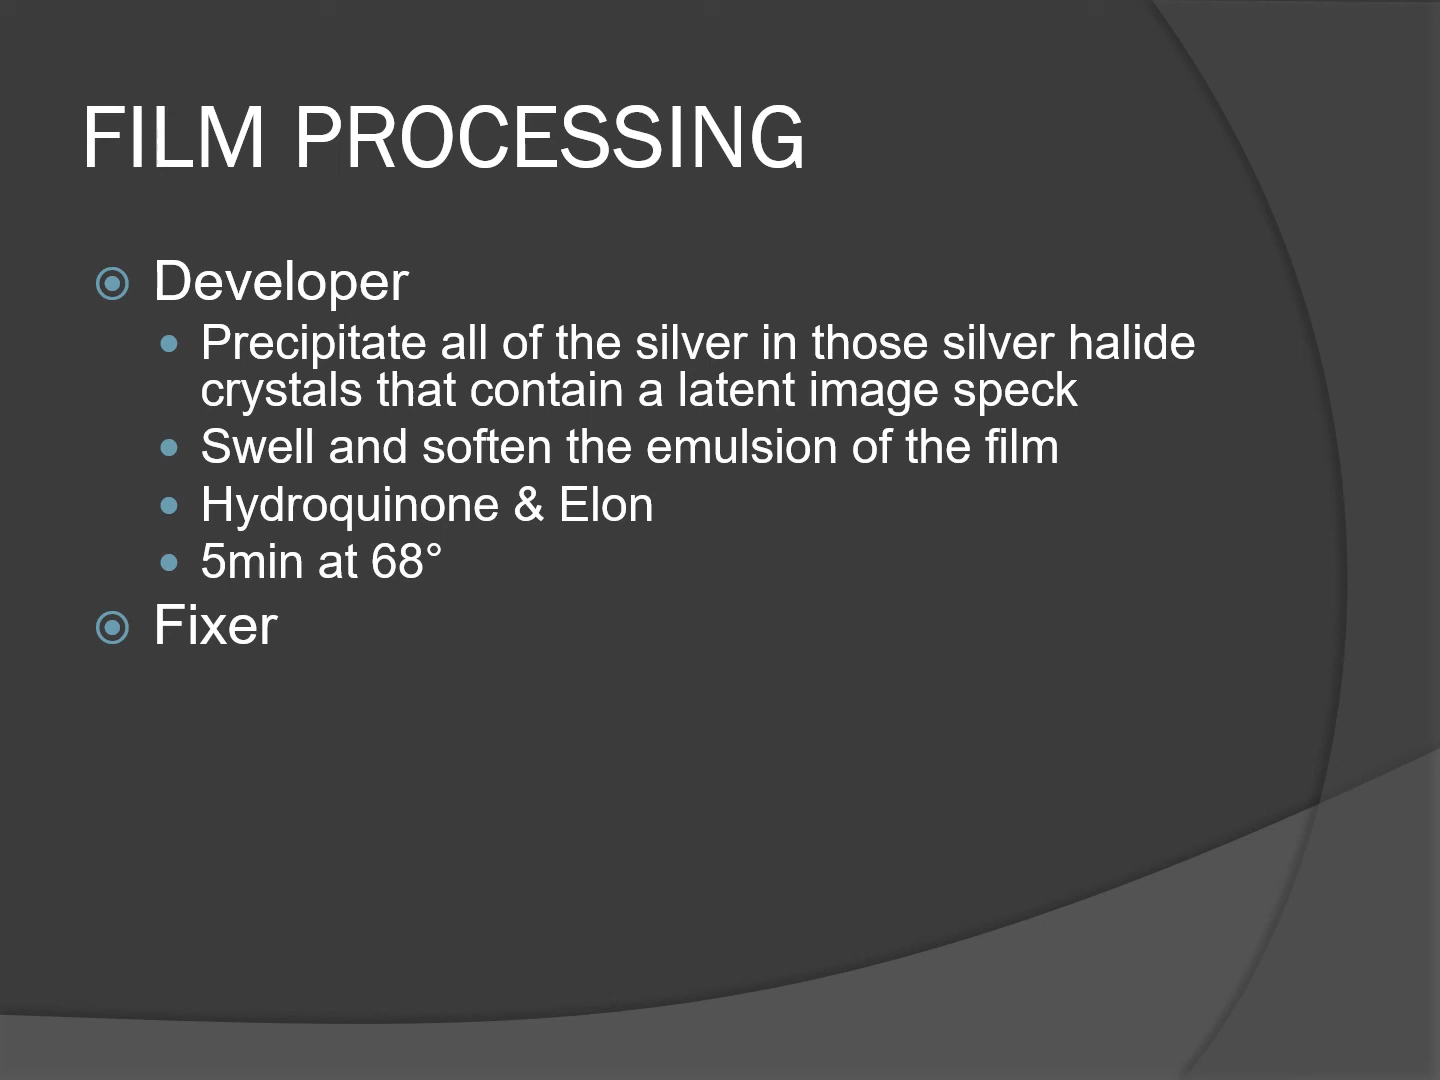 FILM PROCESSING
Developer
Precipitate all of the silver in those silver halide
crystals that contain a latent image speck
Swell and soften the emulsion of the film
Hydroquinone & Elon
5min at 68°
Fixer